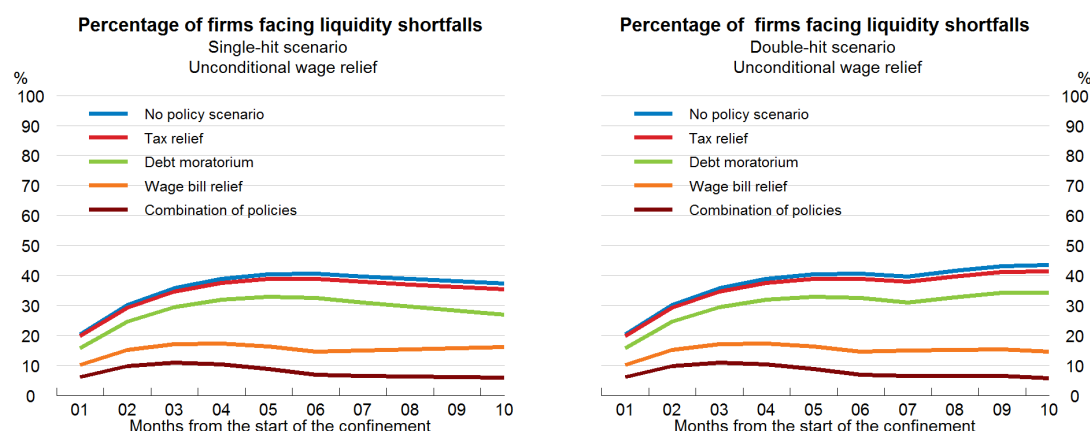 Percentage of firms facing liquidity shortfalls
Single-hit scenario
Unconditional wage relief
%
100
90
80
70
60
50
40
30
20
10
0
No policy scenario
Tax relief
Debt moratorium
Wage bill relief
Combination of policies
01 02 03 04 05 06 07 08 09 10
Months from the start of the confinement
Percentage of firms facing liquidity shortfalls
Double-hit scenario
Unconditional wage relief
%
100
90
80
70
60
50
40
30
20
10
0
No policy scenario
Tax relief
Debt moratorium
Wage bill relief
Combination of policies
01 02 03 04 05 06 07 08 09 10
Months from the start of the confinement